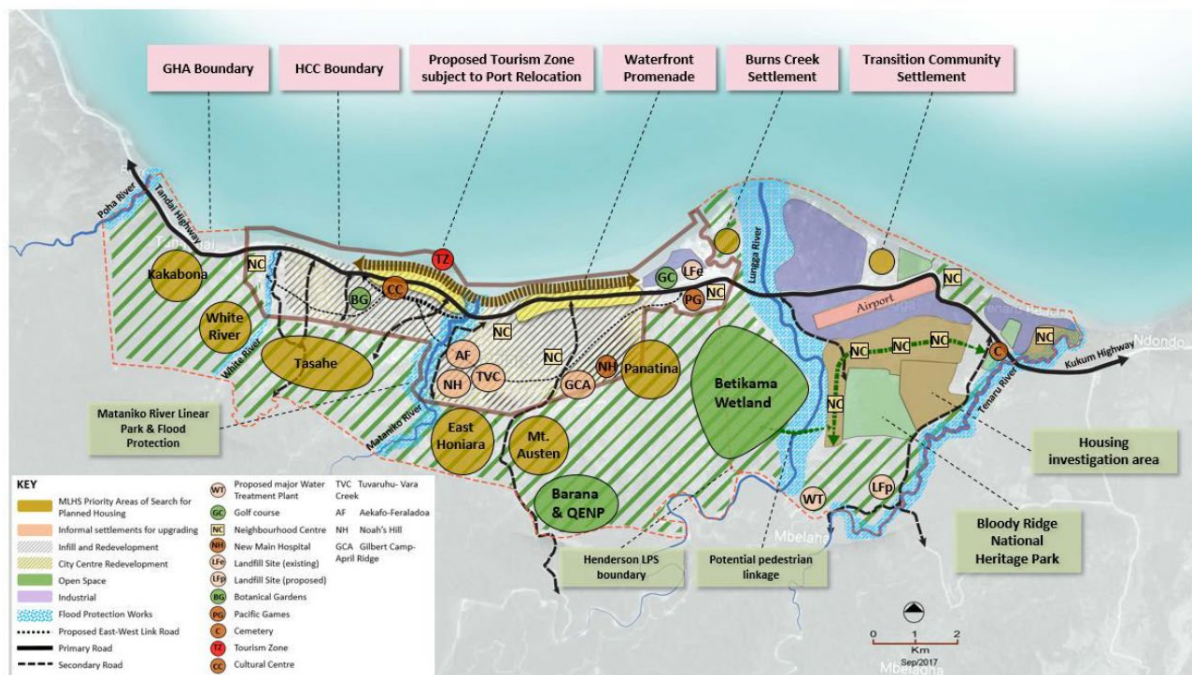 GHA Boundary
HCC Boundary
Proposed Tourism Zone
subject to Port Relocation
Waterfront
Promenade
Burns Creek
Settlement
Transition Community
Settlement
Poha River
Tandai Highway
Kakabona
NC
White
River
White River
Tasahe
BG
CC
TZ
NC
AF
NH
TVC
NC
GCA
NH
Panatina
East
Honiara
Mt.
Austen
Mataniko River
Barana
& QENP
Betikama
Wetland
GC
LFe
PG
NC
Lungga River
Airport
NC
NC
NC
NC
NC
C
Tenaru River
Kukum Highway
Ndondo
WT
LFp
Mbelaha
Mbelagha
Mataniko River Linear
Park & Flood
Protection
Henderson LPS
boundary
Potential pedestrian
linkage
Bloody Ridge
National
Heritage Park
Housing
investigation area
KEY
MLHS Priority Areas of Search for
Planned Housing
Informal settlements for upgrading
Infill and Redevelopment
City Centre Redevelopment
Open Space
Industrial
Flood Protection Works
Proposed East-West Link Road
Primary Road
Secondary Road
WT Proposed major Water
Treatment Plant
GC Golf course
NC Neighbourhood Centre
NH New Main Hospital
LFe Landfill Site (existing)
LFp Landfill Site (proposed)
BG Botanical Gardens
PG Pacific Games
C Cemetery
TZ Tourism Zone
CC Cultural Centre
TVC Tuvaruhu- Vara
Creek
AF Aekafo-Feraladoa
NH Noah's Hill
GCA Gilbert Camp-
April Ridge
0 1 2
Km
Sep/2017